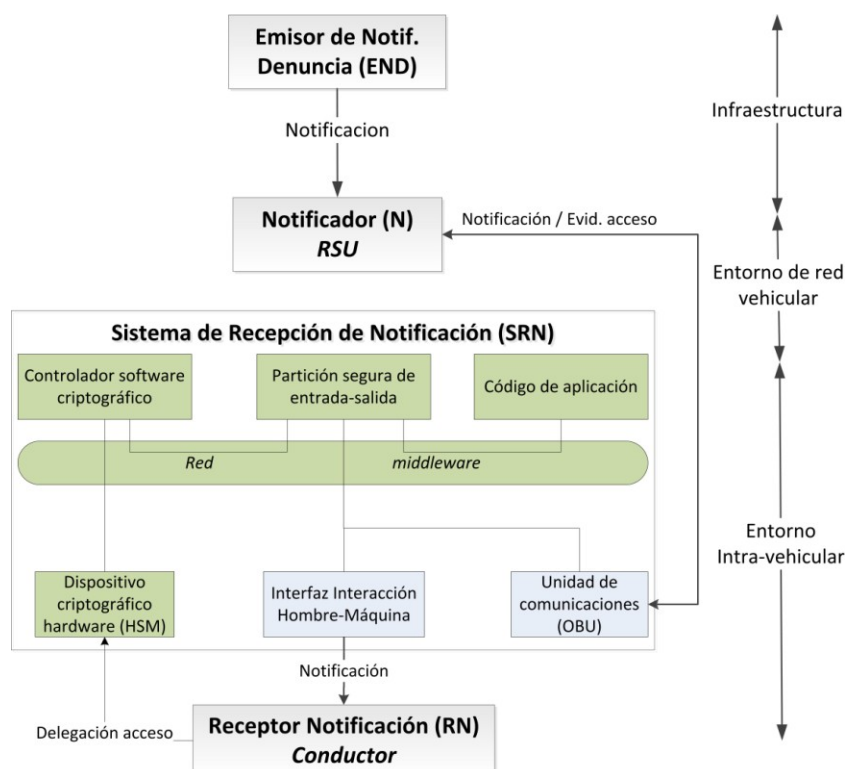 Emisor de Notif.
Denuncia (END)
Infraestructura
Notificacion
Notificador (N)
RSU
Notificación / Evid. acceso
Entorno de red
vehicular
Sistema de Recepción de Notificación (SRN)
Controlador software
criptográfico
Partición segura de
entrada-salida
Código de aplicación
Red
middleware
Entorno
Intra-vehicular
Dispositivo
criptográfico
hardware (HSM)
Interfaz Interacción
Hombre-Máquina
Unidad de
comunicaciones
(OBU)
Notificación
Delegación acceso
Receptor Notificación (RN)
Conductor